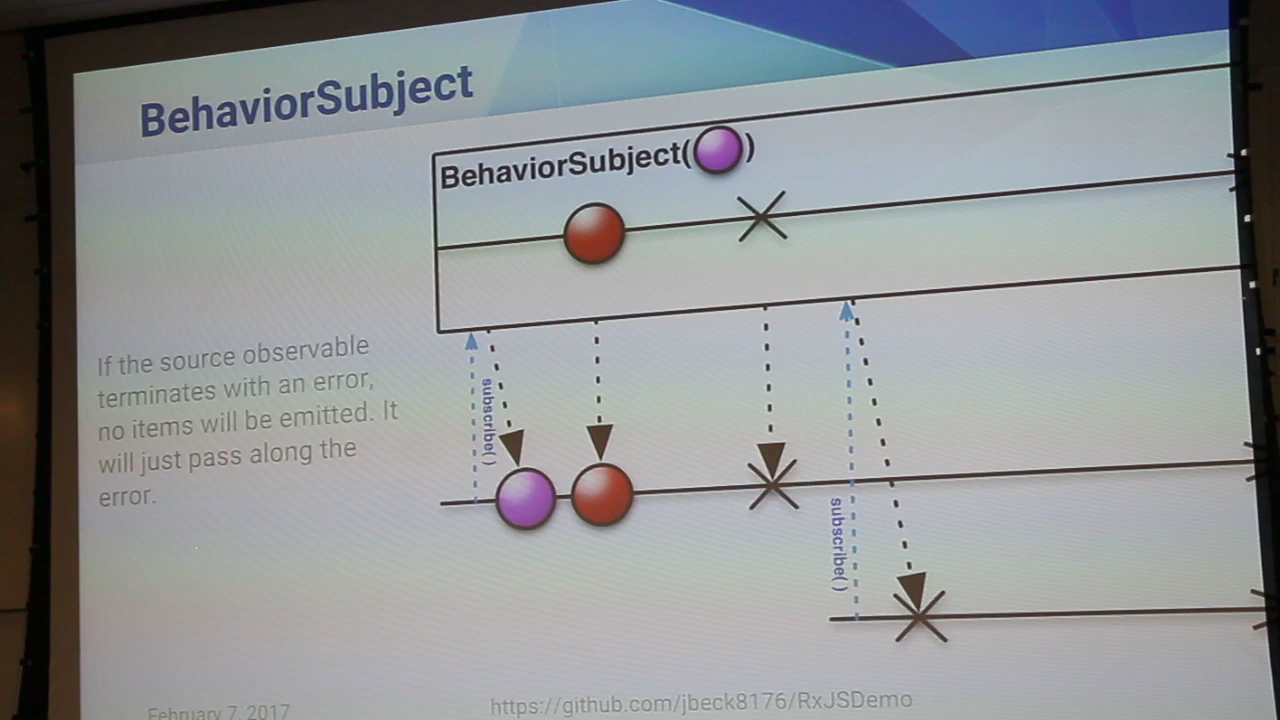 BehaviorSubject
BehaviorSubject( )
If the source observable
terminates with an error,
no items will be emitted. It
will just pass along the
error.
subscribe( )
subscribe( )
February 7, 2017
https://github.com/jbeck8176/RxJSDemo